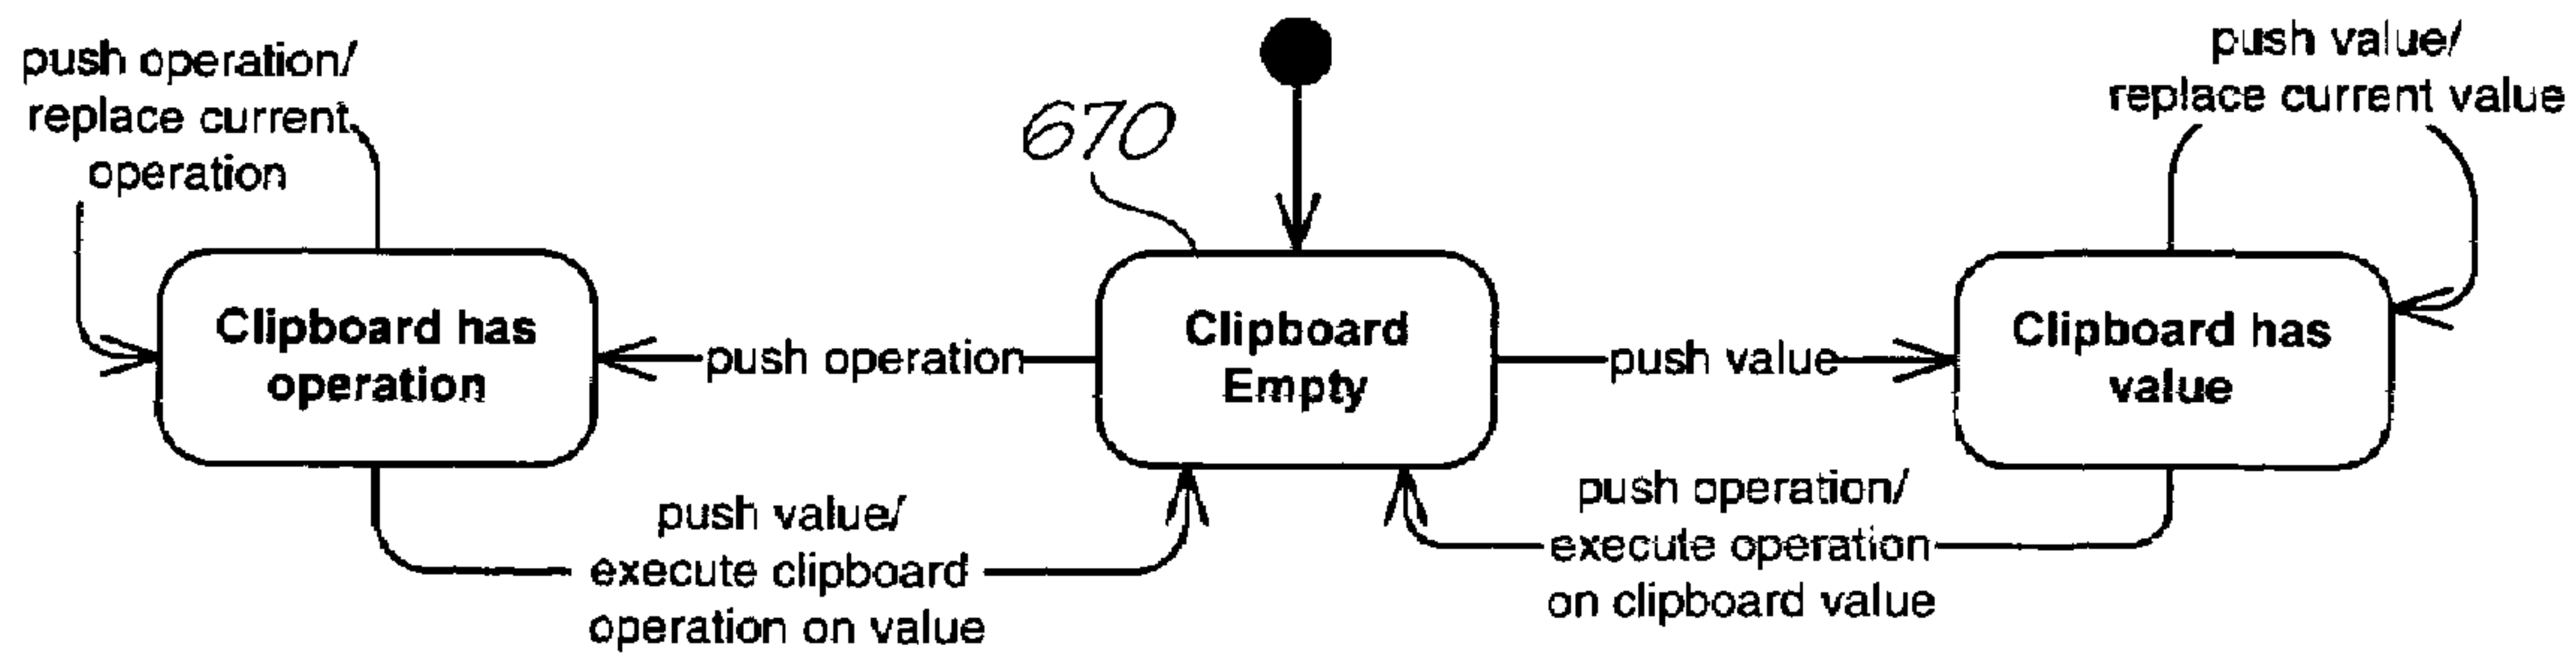 push operation/
replace current
operation
670
push value/
replace current value
Clipboard has
operation
push operation
Clipboard
Empty
push value
Clipboard has
value
push value/
execute clipboard
operation on value
push operation/
execute operation
on clipboard value